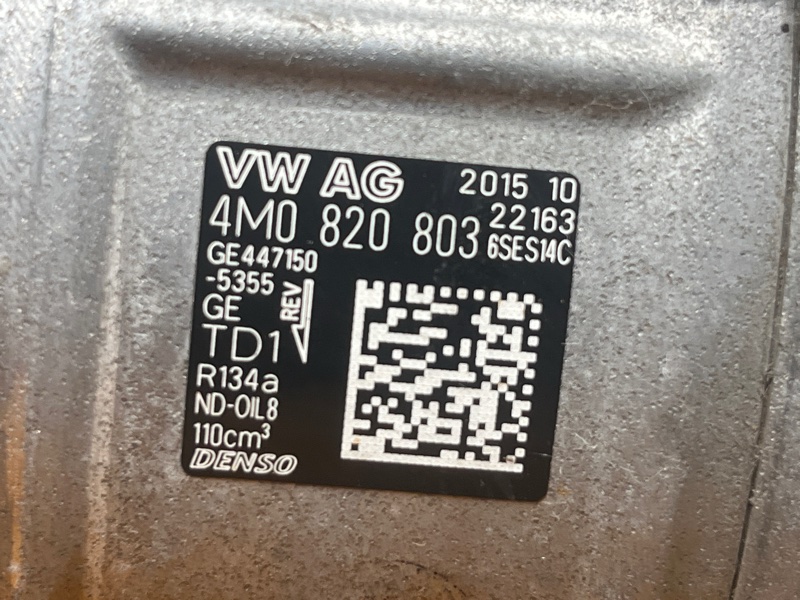 VW AG 2015 10
4M0 820 803 22163
6SES14C
GE447150
-5355
GE
REV
TD1
R134a
ND-OIL8
110cm³
DENSO